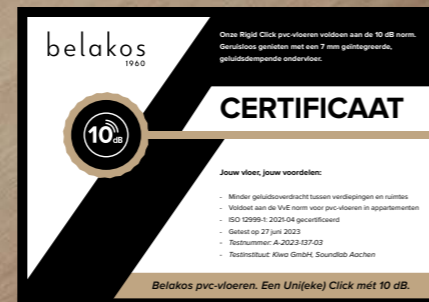 belakos
1960
Onze Rigid Click pvc-vloeren voldoen aan de 10 dB norm.
Geruisloos genieten met een 7 mm geïntegreerde,
geluidsdempende ondervloer.
CERTIFICAAT
10 dB
Jouw vloer, jouw voordelen:
- Minder geluidsoverdracht tussen verdiepingen en ruimtes
- Voldoet aan de VvE norm voor pvc-vloeren in appartementen
- ISO 12999-1: 2021-04 gecertificeerd
- Getest op 27 juni 2023
- Testnummer: A-2023-137-03
- Testinstituut: Kiwa GmbH, Soundlab Aachen
Belakos pvc-vloeren. Een Uni(eke) Click mét 10 dB.